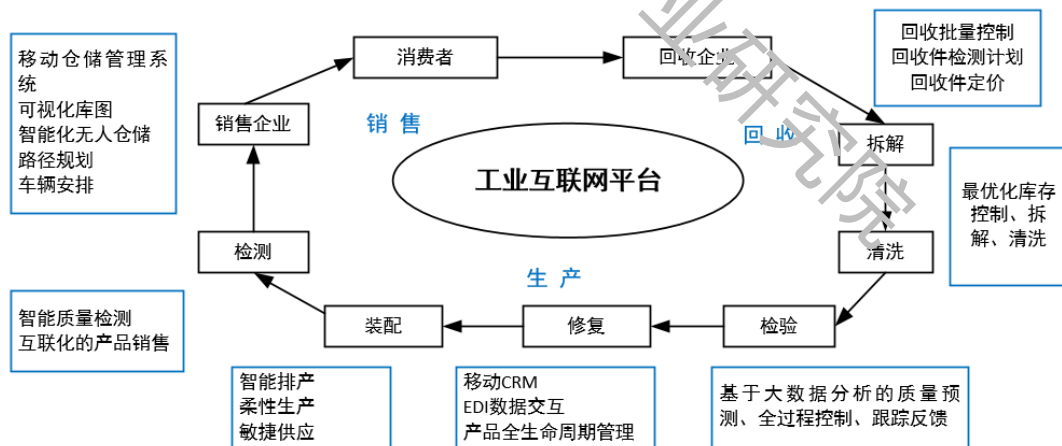 移动仓储管理系
统
可视化库图
智能化无人仓储
路径规划
车辆安排
消费者
回收企业
回收批量控制
回收件检测计划
回收件定价
销售企业
销 售
回 收
拆解
工业互联网平台
最优化库存
控制、拆
解、清洗
检测
清洗
生 产
智能质量检测
互联化的产品销售
装配
修复
检验
智能排产
柔性生产
敏捷供应
移动CRM
EDI数据交互
产品全生命周期管理
基于大数据分析的质量预
测、全过程控制、跟踪反馈
业研究院